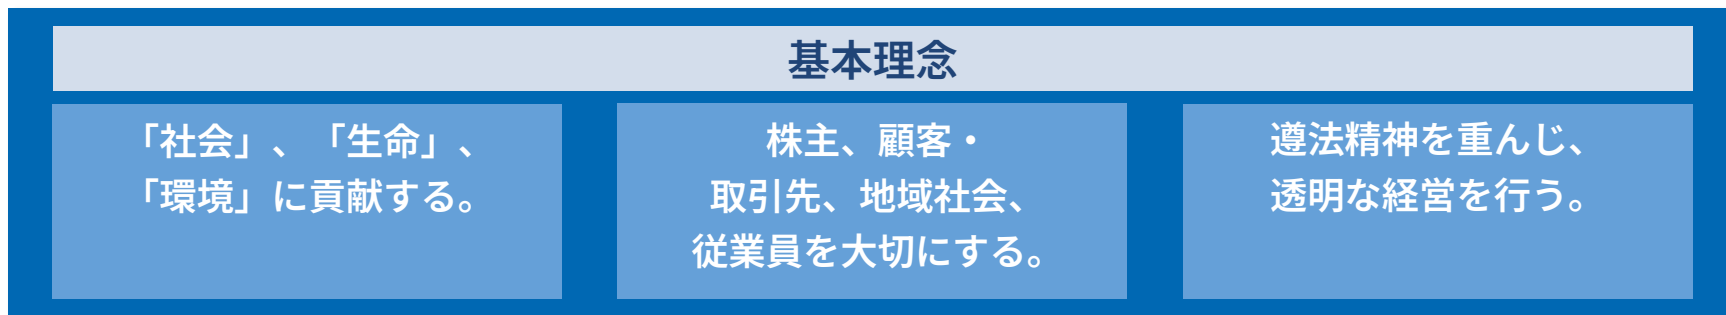 基本理念
「社会」、「生命」、
「環境」に貢献する。
株主、顧客・
取引先、地域社会、
従業員を大切にする。
遵法精神を重んじ、
透明な経営を行う。